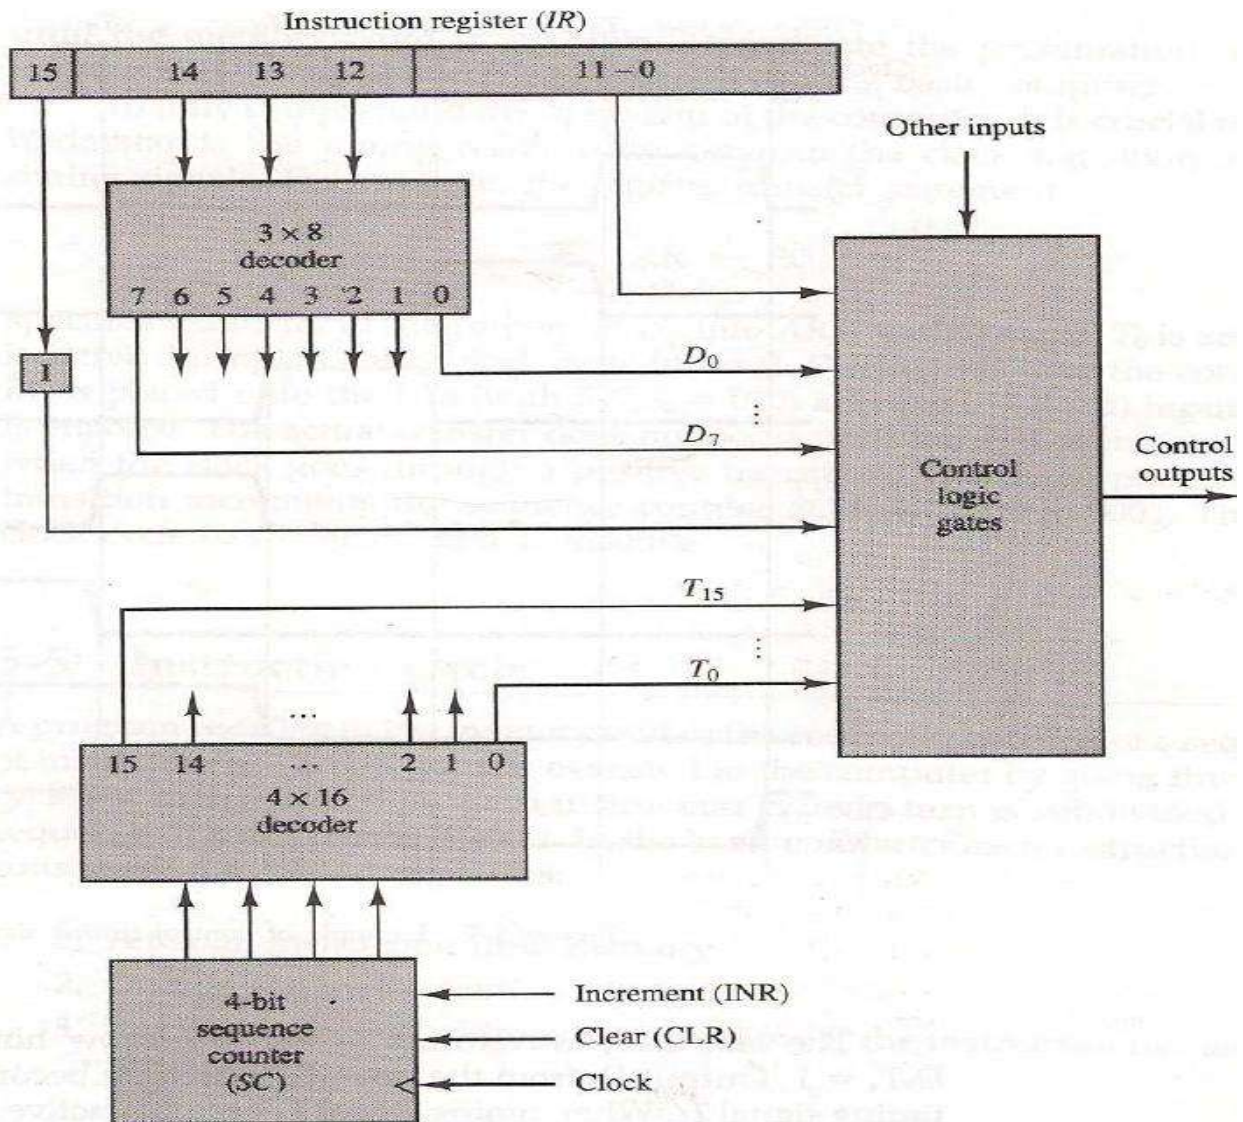 Instruction register (IR)
15 14 13 12 11 – 0
Other inputs
3 × 8
decoder
7 6 5 4 3 2 1 0
I
D0
⋮
D7
Control
outputs
Control
logic
gates
T15
⋮
T0
15 14 ... 2 1 0
4 × 16
decoder
4-bit
sequence
counter
(SC)
Increment (INR)
Clear (CLR)
Clock